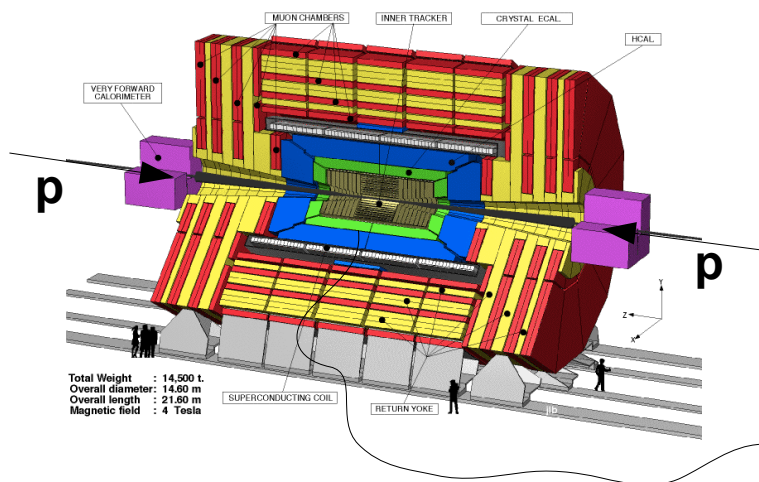 MUON CHAMBERS
INNER TRACKER
CRYSTAL ECAL
HCAL
VERY FORWARD
CALORIMETER
p
p
Y
Z
X
Total Weight : 14,500 t.
Overall diameter: 14.60 m
Overall length : 21.60 m
Magnetic field : 4 Tesla
SUPERCONDUCTING COIL
RETURN YOKE
jlb